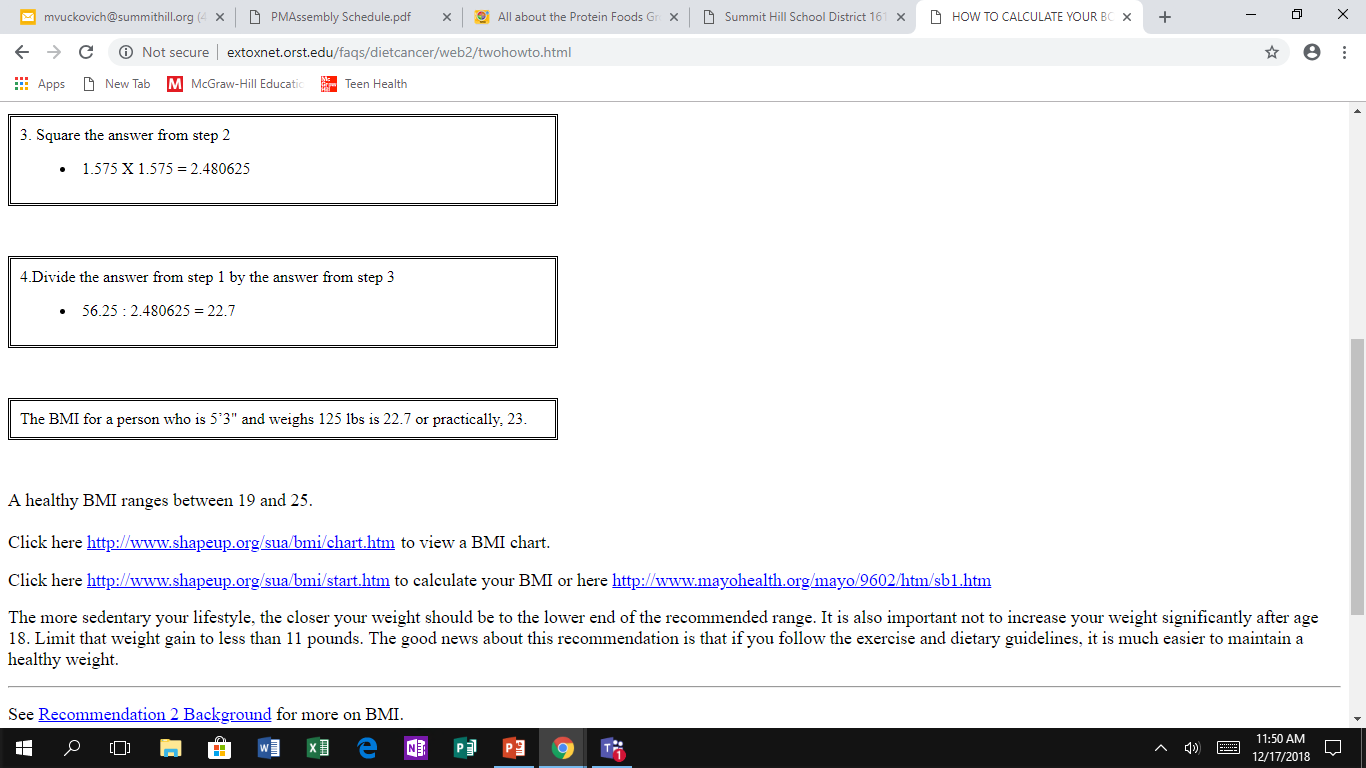 mvuckovich@summithill.org (4
PMAssembly Schedule.pdf
All about the Protein Foods Gr
Summit Hill School District 161
HOW TO CALCULATE YOUR BO
Not secure | extoxnet.orst.edu/faqs/dietcancer/web2/twohowto.html
Apps
New Tab
McGraw-Hill Educatio
Teen Health
3. Square the answer from step 2
• 1.575 X 1.575 = 2.480625
4.Divide the answer from step 1 by the answer from step 3
• 56.25 : 2.480625 = 22.7
The BMI for a person who is 5’3" and weighs 125 lbs is 22.7 or practically, 23.
A healthy BMI ranges between 19 and 25.
Click here http://www.shapeup.org/sua/bmi/chart.htm to view a BMI chart.
Click here http://www.shapeup.org/sua/bmi/start.htm to calculate your BMI or here http://www.mayohealth.org/mayo/9602/htm/sb1.htm
The more sedentary your lifestyle, the closer your weight should be to the lower end of the recommended range. It is also important not to increase your weight significantly after age
18. Limit that weight gain to less than 11 pounds. The good news about this recommendation is that if you follow the exercise and dietary guidelines, it is much easier to maintain a
healthy weight.
See Recommendation 2 Background for more on BMI.
11:50 AM
12/17/2018